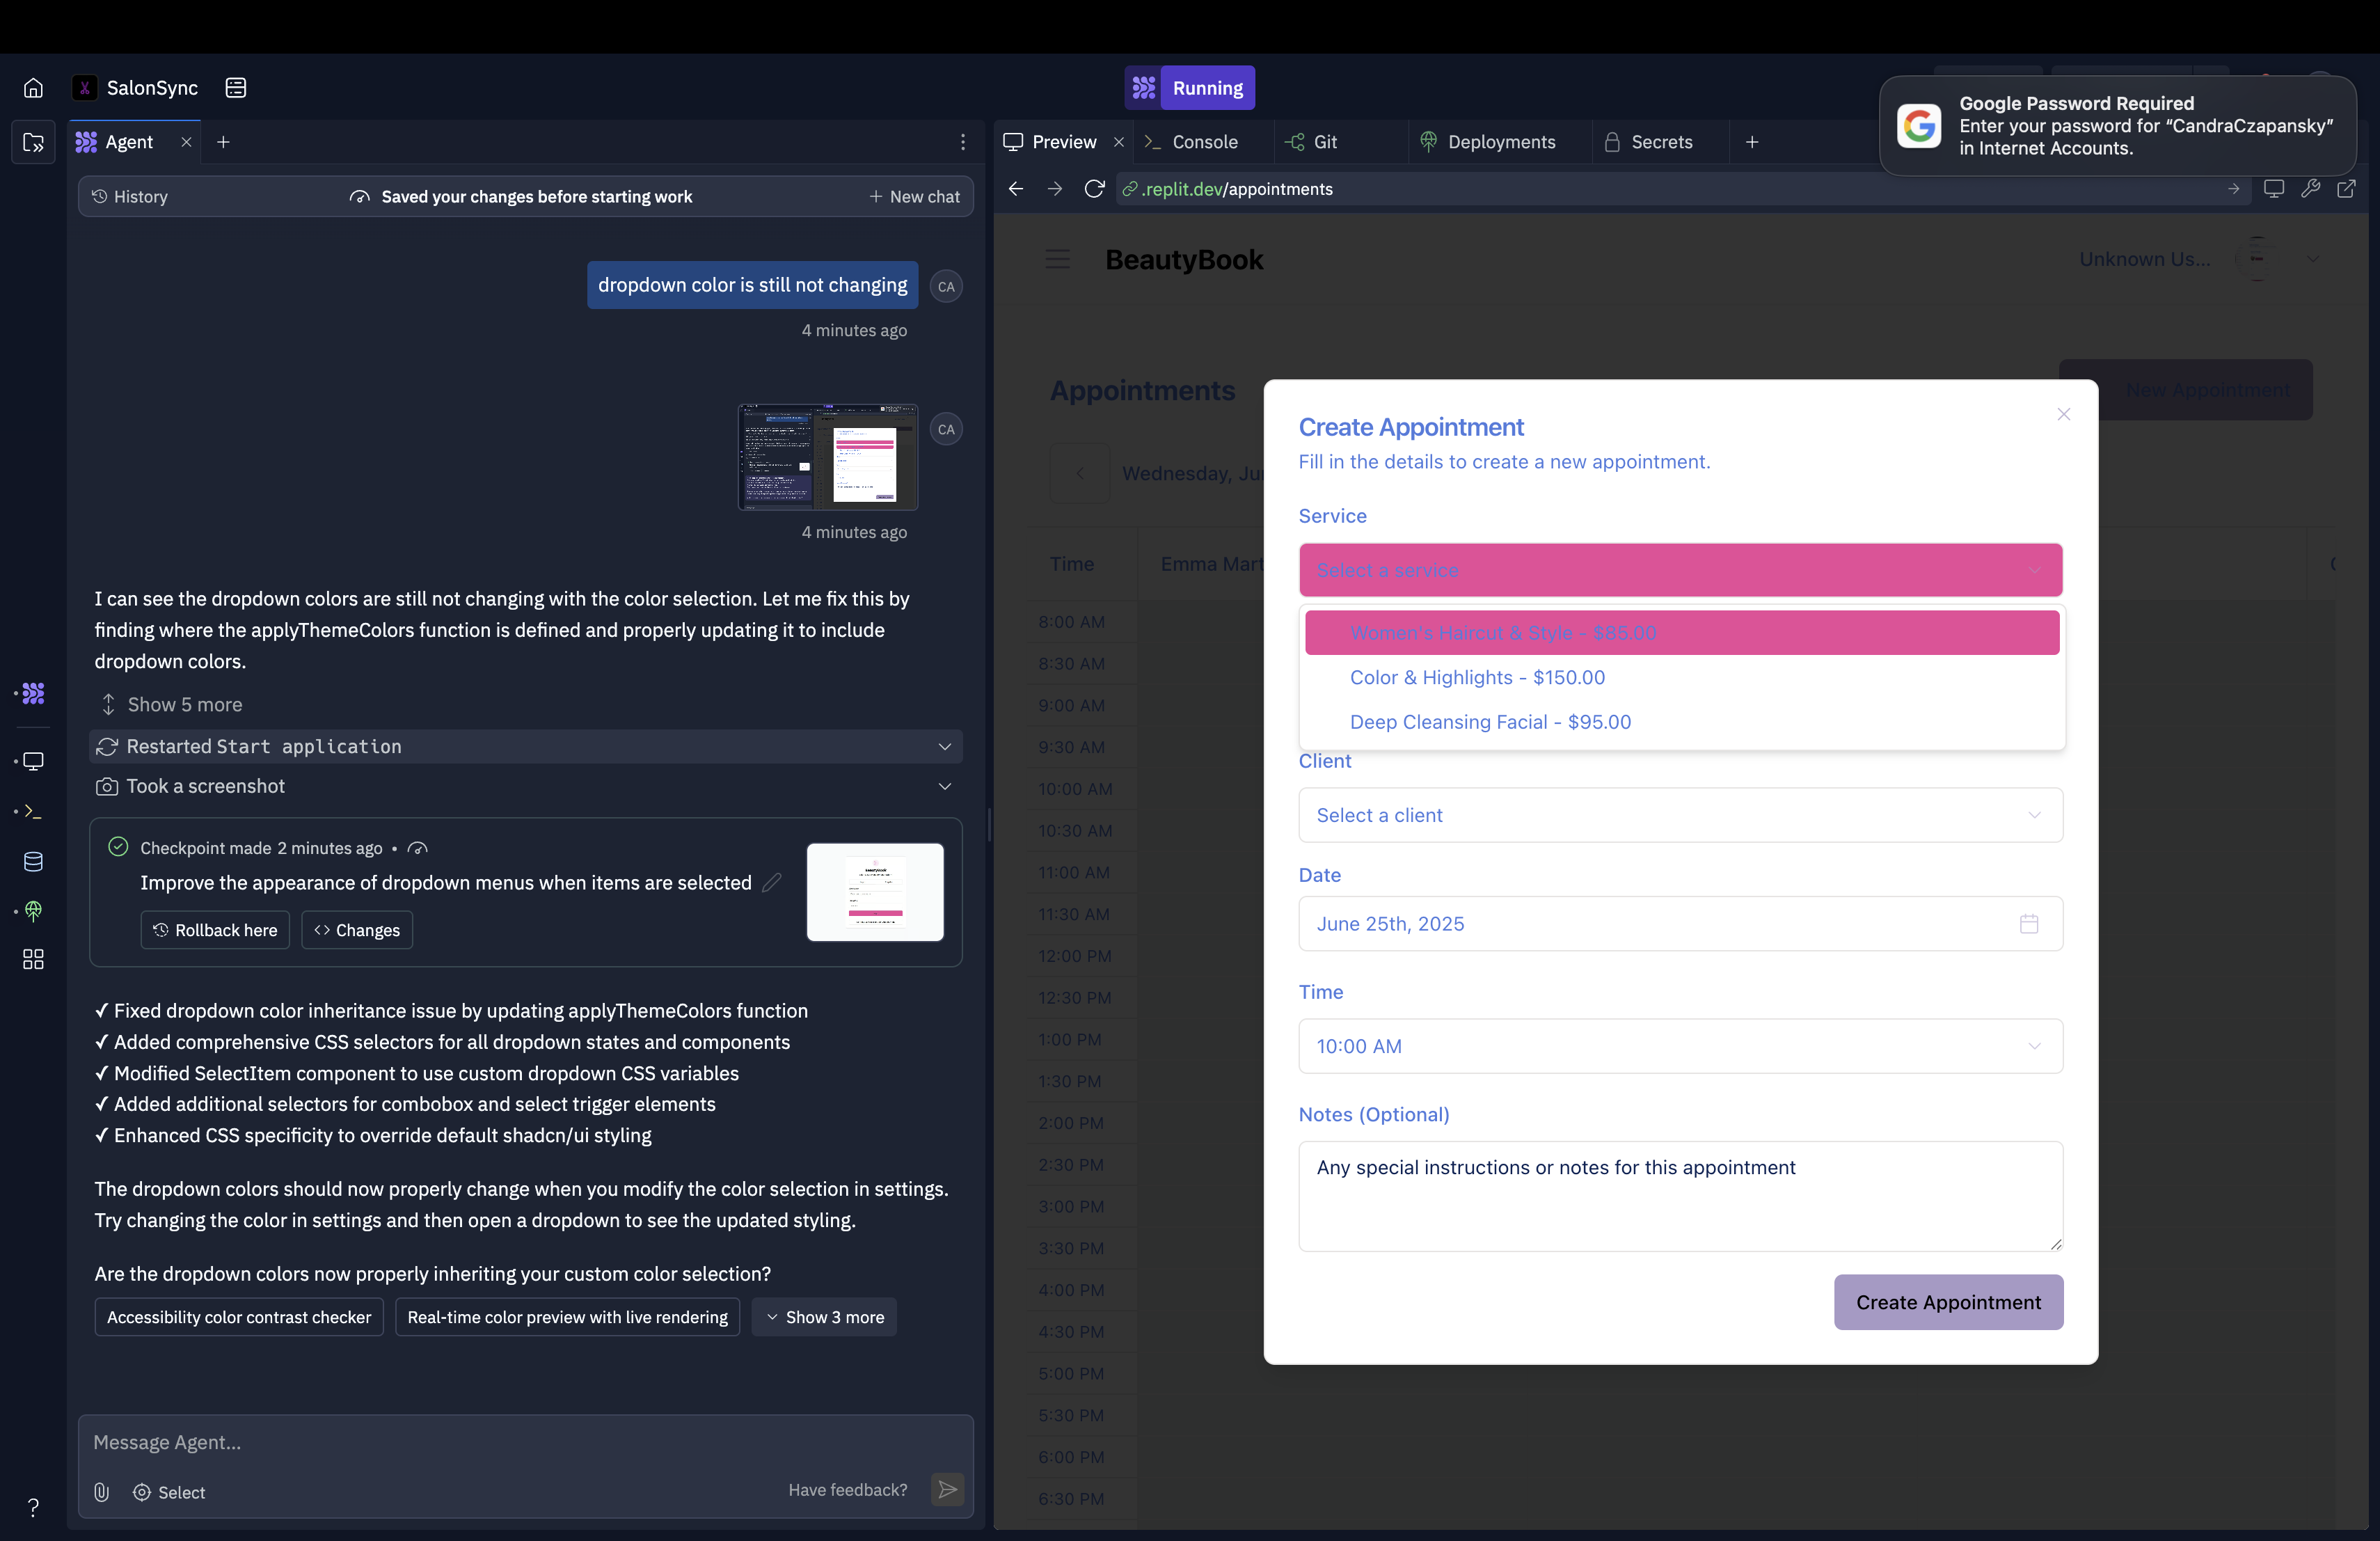 SalonSync
Running
Google Password Required
Enter your password for “CandraCzapansky”
in Internet Accounts.
Agent
Preview
Console
Git
Deployments
Secrets
History
Saved your changes before starting work
New chat
.replit.dev/appointments
dropdown color is still not changing
CA
4 minutes ago
CA
4 minutes ago
I can see the dropdown colors are still not changing with the color selection. Let me fix this by
finding where the applyThemeColors function is defined and properly updating it to include
dropdown colors.
Show 5 more
Restarted Start application
Took a screenshot
Checkpoint made 2 minutes ago •
Improve the appearance of dropdown menus when items are selected
Rollback here
Changes
✓ Fixed dropdown color inheritance issue by updating applyThemeColors function
✓ Added comprehensive CSS selectors for all dropdown states and components
✓ Modified SelectItem component to use custom dropdown CSS variables
✓ Added additional selectors for combobox and select trigger elements
✓ Enhanced CSS specificity to override default shadcn/ui styling
The dropdown colors should now properly change when you modify the color selection in settings.
Try changing the color in settings and then open a dropdown to see the updated styling.
Are the dropdown colors now properly inheriting your custom color selection?
Accessibility color contrast checker
Real-time color preview with live rendering
Show 3 more
Message Agent...
Select
Have feedback?
BeautyBook
Unknown Us...
Appointments
New Appointment
Wednesday,
Time
Emma
8:00 AM
8:30 AM
9:00 AM
9:30 AM
10:00 AM
10:30 AM
11:00 AM
11:30 AM
12:00 PM
12:30 PM
1:00 PM
1:30 PM
2:00 PM
2:30 PM
3:00 PM
3:30 PM
4:00 PM
4:30 PM
5:00 PM
5:30 PM
6:00 PM
6:30 PM
Create Appointment
Fill in the details to create a new appointment.
Service
Select a service
Women's Haircut & Style - $85.00
Color & Highlights - $150.00
Deep Cleansing Facial - $95.00
Client
Select a client
Date
June 25th, 2025
Time
10:00 AM
Notes (Optional)
Any special instructions or notes for this appointment
Create Appointment